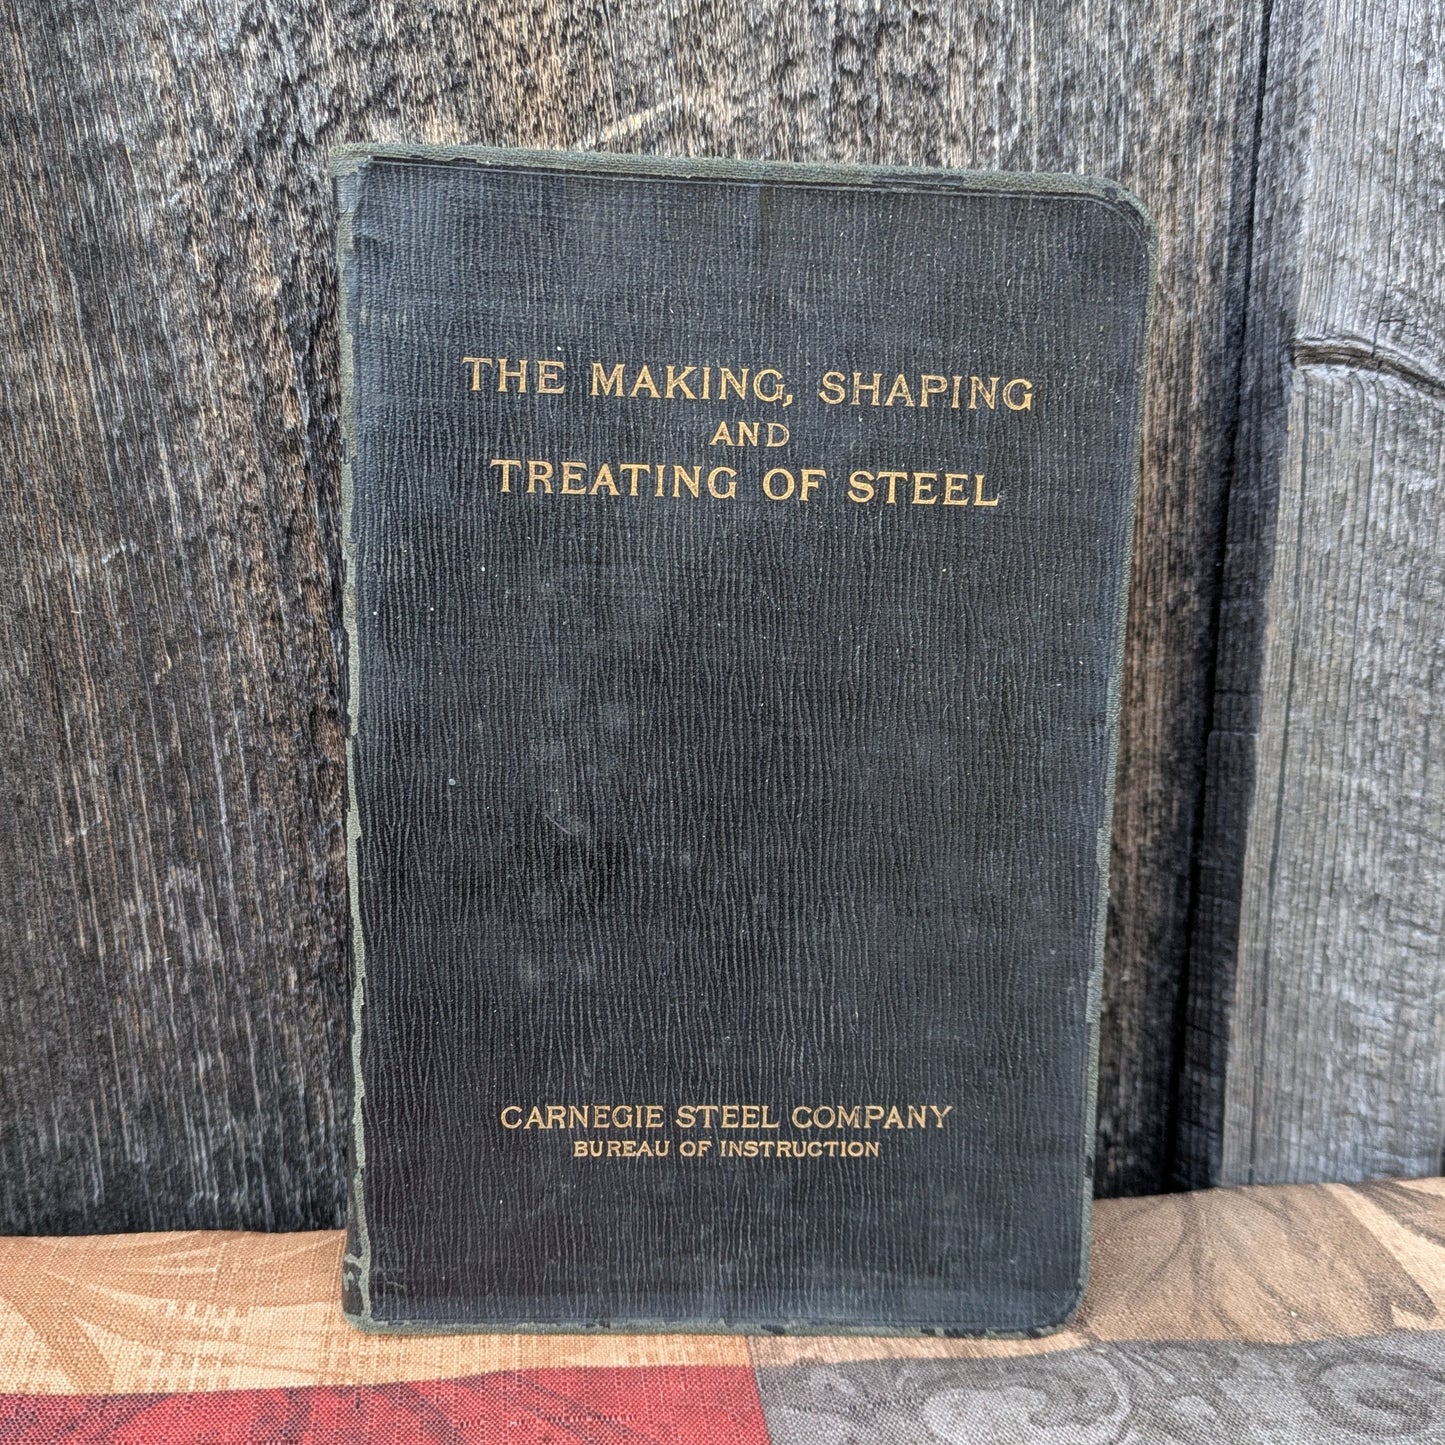 THE MAKING, SHAPING
AND
TREATING OF STEEL
CARNEGIE STEEL COMPANY
BUREAU OF INSTRUCTION